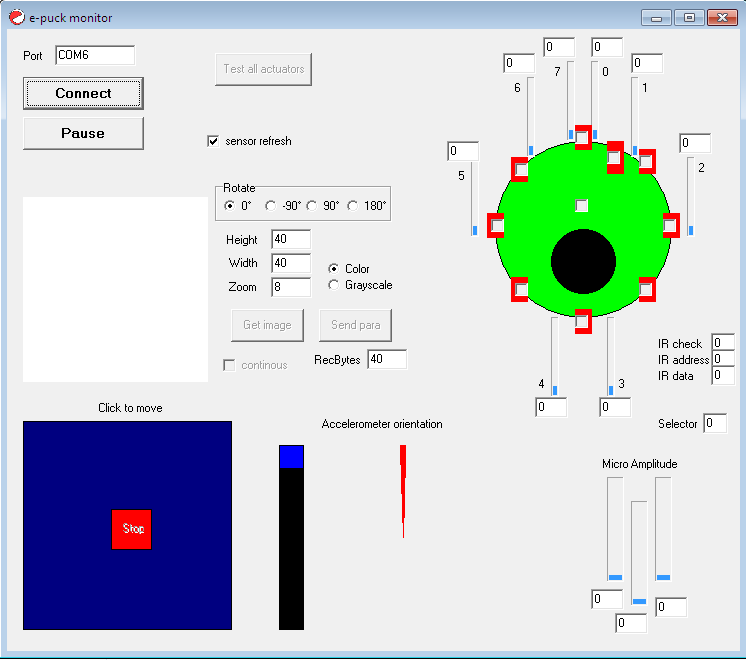 e-puck monitor
Port COM6
Connect
Pause
Test all actuators
sensor refresh
Rotate
0° -90° 90° 180°
Height 40
Width 40
Zoom 8
Color
Grayscale
Get image Send para
continous
RecBytes 40
0 0
0 0
7 0
6 1
0 0
5 2
4 3
0 0
IR check 0
IR address 0
IR data 0
Selector 0
Click to move
Stop
Accelerometer orientation
Micro Amplitude
0 0
0